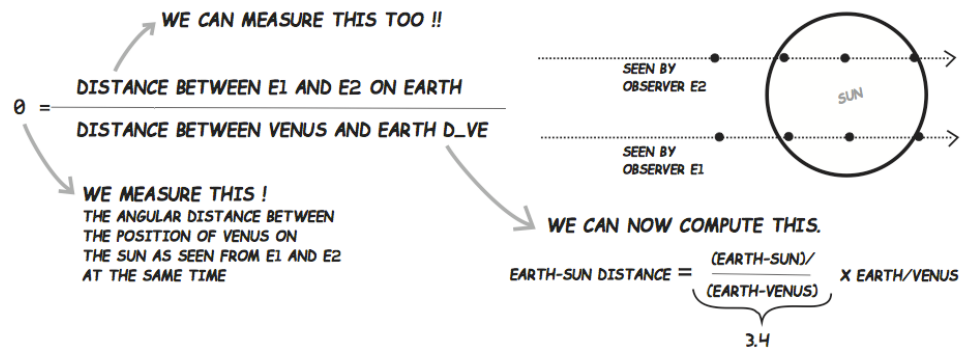 WE CAN MEASURE THIS TOO !!
θ = DISTANCE BETWEEN E1 AND E2 ON EARTH
DISTANCE BETWEEN VENUS AND EARTH D_VE
WE MEASURE THIS !
THE ANGULAR DISTANCE BETWEEN
THE POSITION OF VENUS ON
THE SUN AS SEEN FROM E1 AND E2
AT THE SAME TIME
SEEN BY
OBSERVER E2
SUN
SEEN BY
OBSERVER E1
WE CAN NOW COMPUTE THIS.
EARTH-SUN DISTANCE = (EARTH-SUN)/
(EARTH-VENUS) X EARTH/VENUS
3.4